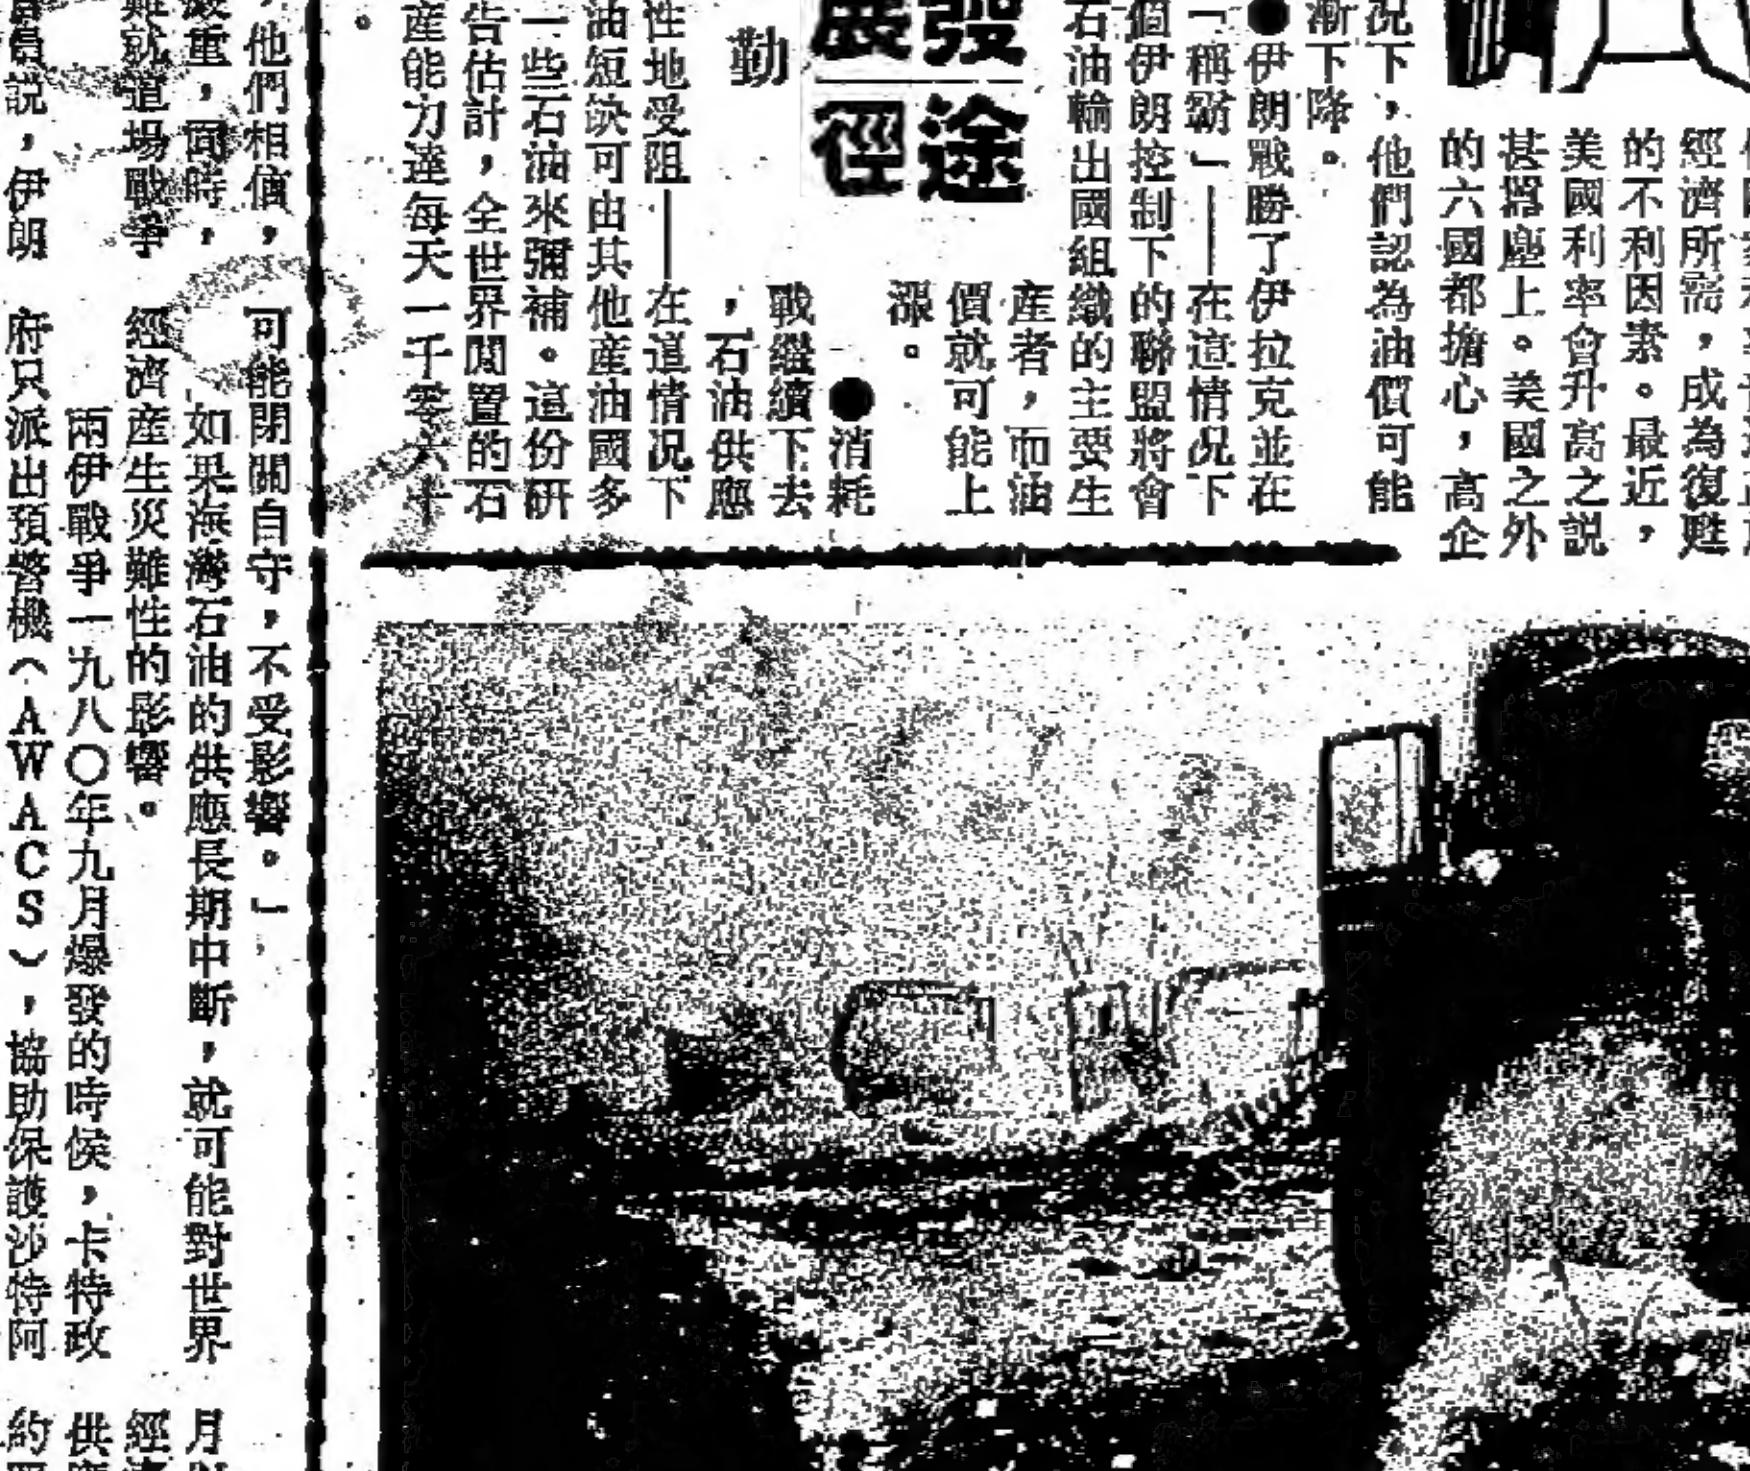 經濟所需，成為復甦
的不利因素。最近，
美國利率會升高之說
甚囂塵上。美國之外
的六國都擔心，高企
況下，他們認為油價可能
漸下降。
●伊朗戰勝了伊拉克並在
「稱霸」——在這情况下
個伊朗控制下的聯盟將會
石油輸出國組織的主要生
產者，而油
價就可能上
漲。
發途
展徑
勤
●消耗
戰繼續下去
，石油供應
性地受阻——在這情況下
油短缺可由其他產油國多
一些石油來彌補。這份研
告估計，全世界閒置的石
產能力達每天一千零六十
。
，他們相信，
嚴重，同時，
難就這場戰爭
說，伊朗
可能閉關自守，不受影響。」
如果海灣石油的供應長期中斷，就可能對世界
經濟產生災難性的影響。
兩伊戰爭一九八〇年九月爆發的時侯，卡特政
府只派出預警機（AWACS），協助保護沙特阿
月
經
供
約